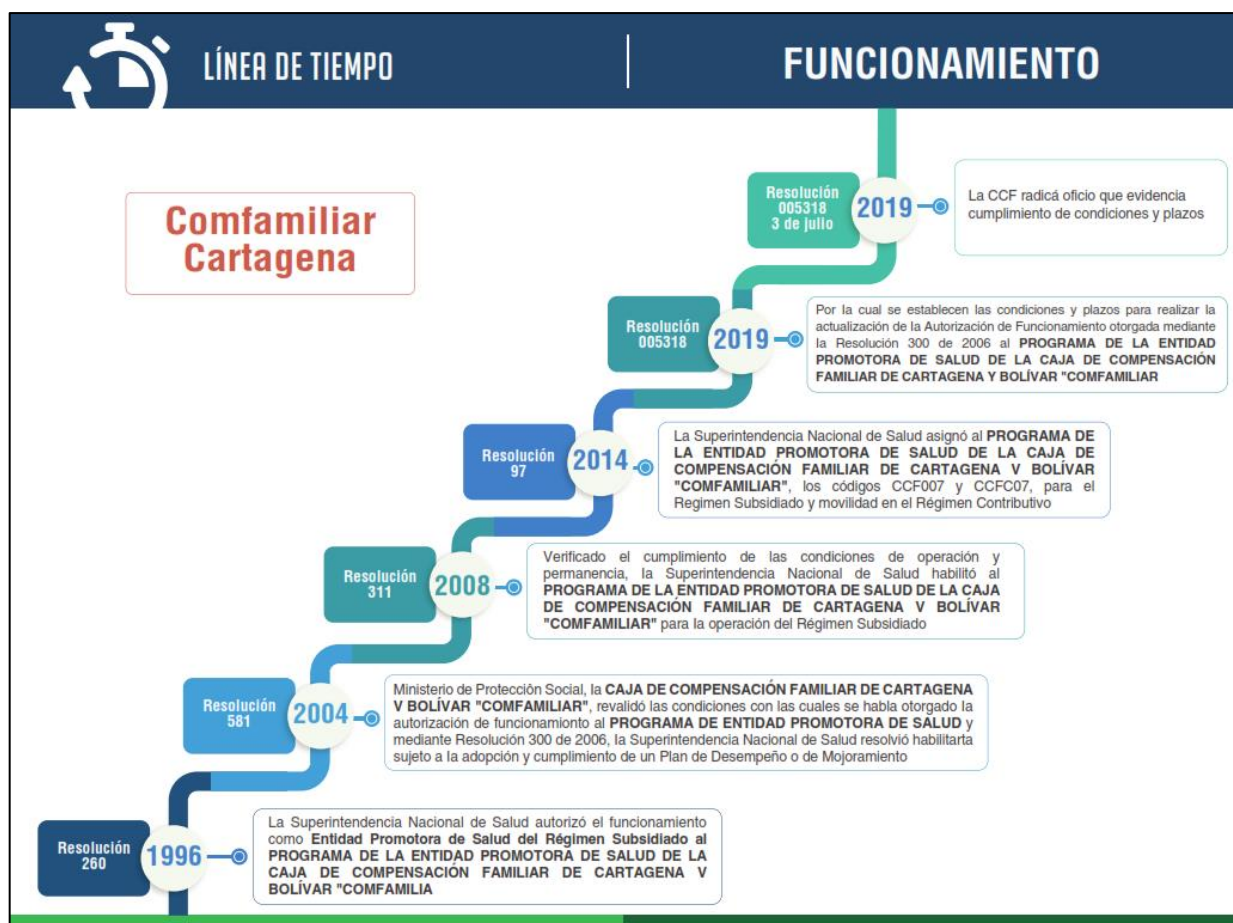 LÍNEA DE TIEMPO
FUNCIONAMIENTO
Comfamiliar
Cartagena
Resolución
005318
3 de julio
2019
La CCF radicá oficio que evidencia
cumplimiento de condiciones y plazos
Resolución
005318
2019
Por la cual se establecen las condiciones y plazos para realizar la
actualización de la Autorización de Funcionamiento otorgada mediante
la Resolución 300 de 2006 al PROGRAMA DE LA ENTIDAD
PROMOTORA DE SALUD DE LA CAJA DE COMPENSACIÓN
FAMILIAR DE CARTAGENA Y BOLÍVAR "COMFAMILIAR
Resolución
97
2014
La Superintendencia Nacional de Salud asignó al PROGRAMA DE
LA ENTIDAD PROMOTORA DE SALUD DE LA CAJA DE
COMPENSACIÓN FAMILIAR DE CARTAGENA V BOLÍVAR
"COMFAMILIAR", los códigos CCF007 y CCFC07, para el
Regimen Subsidiado y movilidad en el Régimen Contributivo
Resolución
311
2008
Verificado el cumplimiento de las condiciones de operación y
permanencia, la Superintendencia Nacional de Salud habilitó al
PROGRAMA DE LA ENTIDAD PROMOTORA DE SALUD DE LA CAJA
DE COMPENSACIÓN FAMILIAR DE CARTAGENA V BOLÍVAR
"COMFAMILIAR" para la operación del Régimen Subsidiado
Resolución
581
2004
Ministerio de Protección Social, la CAJA DE COMPENSACIÓN FAMILIAR DE CARTAGENA
V BOLÍVAR "COMFAMILIAR", revalidó las condiciones con las cuales se habla otorgado la
autorización de funcionamionto al PROGRAMA DE ENTIDAD PROMOTORA DE SALUD y
mediante Resolución 300 de 2006, la Superintendencia Nacional de Salud resolvió habilitarta
sujeto a la adopción y cumplimiento de un Plan de Desempeño o de Mojoramiento
Resolución
260
1996
La Superintendencia Nacional de Salud autorizó el funcionamiento
como Entidad Promotora de Salud del Régimen Subsidiado al
PROGRAMA DE LA ENTIDAD PROMOTORA DE SALUD DE LA
CAJA DE COMPENSACIÓN FAMILIAR DE CARTAGENA V
BOLÍVAR "COMFAMILIA